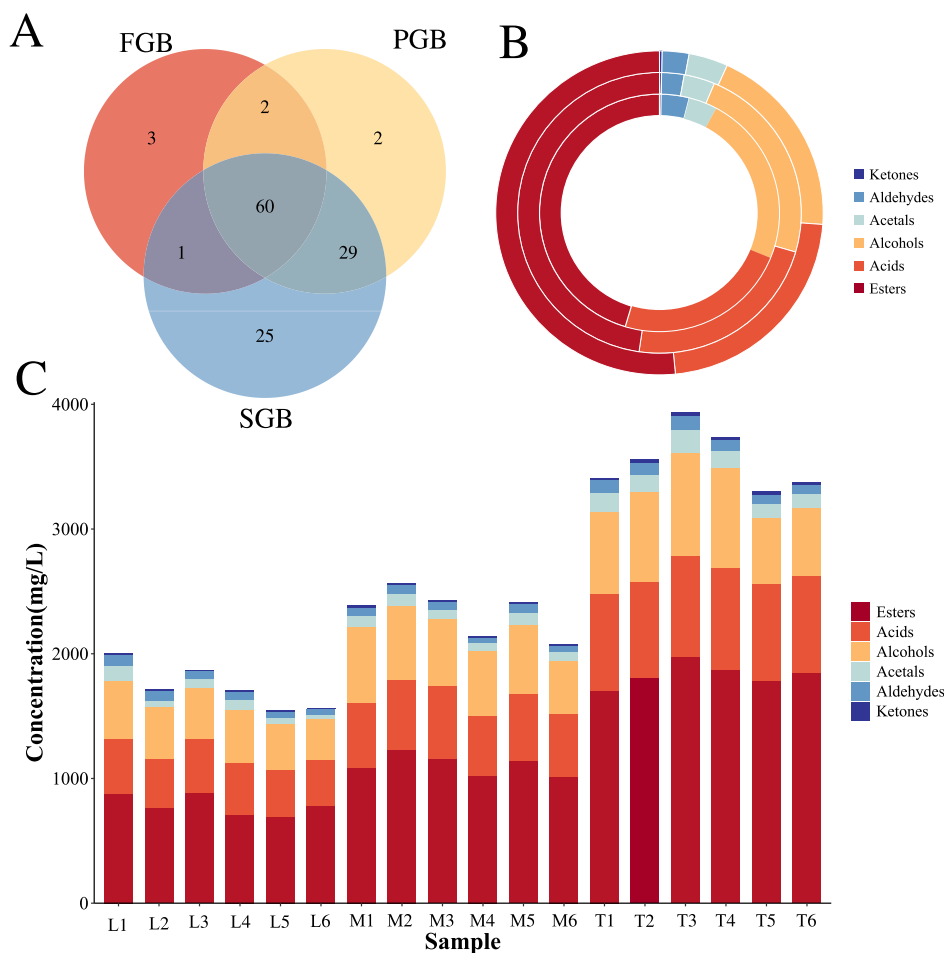 A
FGB
PGB
3
2
2
60
1
29
25
SGB
B
Ketones
Aldehydes
Acetals
Alcohols
Acids
Esters
C
Concentration(mg/L)
4000
3000
2000
1000
0
L1 L2 L3 L4 L5 L6 M1 M2 M3 M4 M5 M6 T1 T2 T3 T4 T5 T6
Sample
Esters
Acids
Alcohols
Acetals
Aldehydes
Ketones